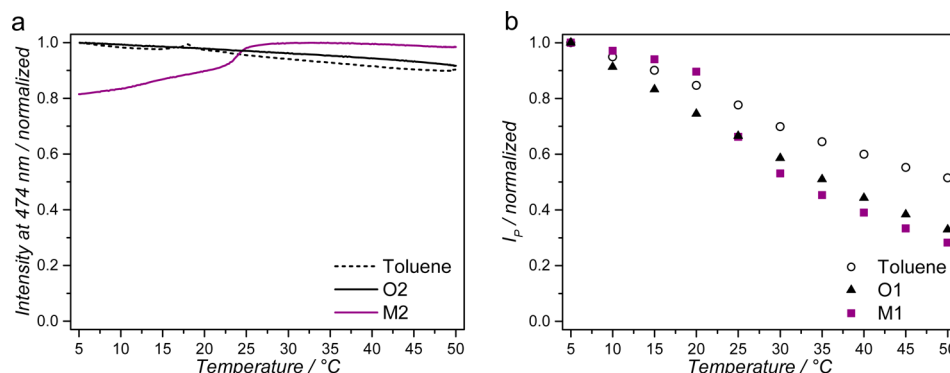 a
Intensity at 474 nm / normalized
1.0
0.8
0.6
0.4
0.2
0.0
Toluene
O2
M2
5 10 15 20 25 30 35 40 45 50
Temperature / °C
b
I_P / normalized
1.0
0.8
0.6
0.4
0.2
0.0
Toluene
O1
M1
5 10 15 20 25 30 35 40 45 50
Temperature / °C